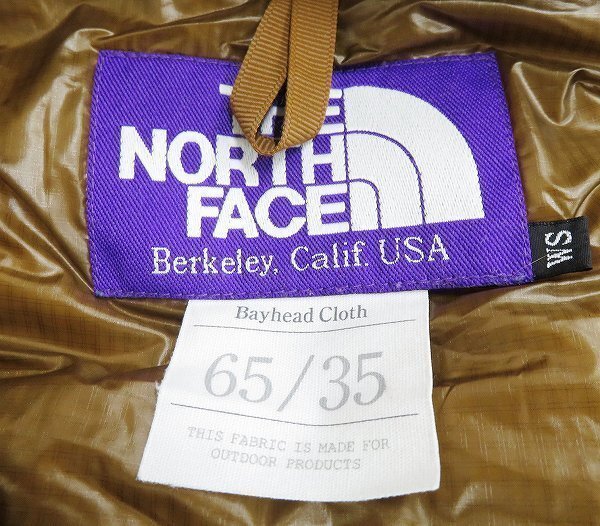 THE
NORTH
FACE
Berkeley, Calif. USA
WS
Bayhead Cloth
65/35
THIS FABRIC IS MADE FOR
OUTDOOR PRODUCTS